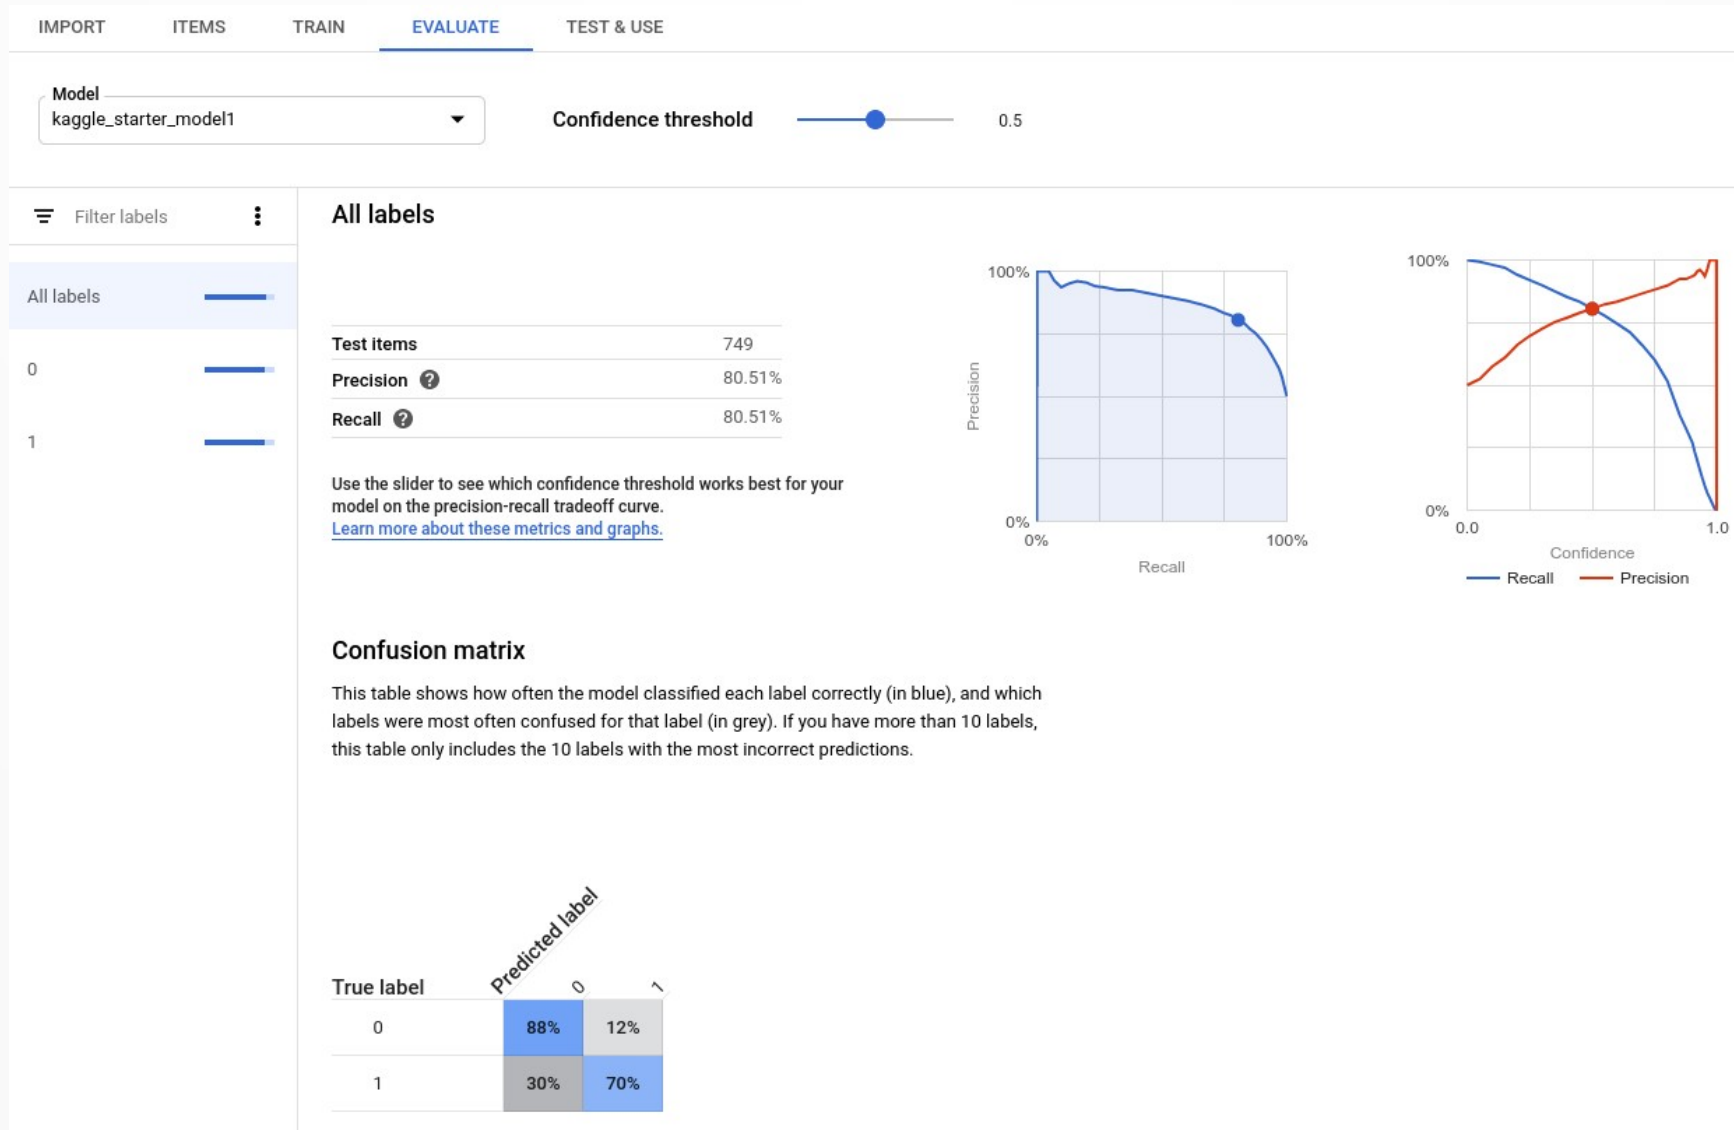 IMPORT ITEMS TRAIN EVALUATE TEST & USE
Model
kaggle_starter_model1
Confidence threshold 0.5
Filter labels
All labels
0
1
All labels
Test items 749
Precision ? 80.51%
Recall ? 80.51%
Use the slider to see which confidence threshold works best for your
model on the precision-recall tradeoff curve.
Learn more about these metrics and graphs.
100%
Precision
0%
0% 100%
Recall
100%
0%
0.0 1.0
Confidence
Recall Precision
Confusion matrix
This table shows how often the model classified each label correctly (in blue), and which
labels were most often confused for that label (in grey). If you have more than 10 labels,
this table only includes the 10 labels with the most incorrect predictions.
Predicted label
True label 0 1
0 88% 12%
1 30% 70%